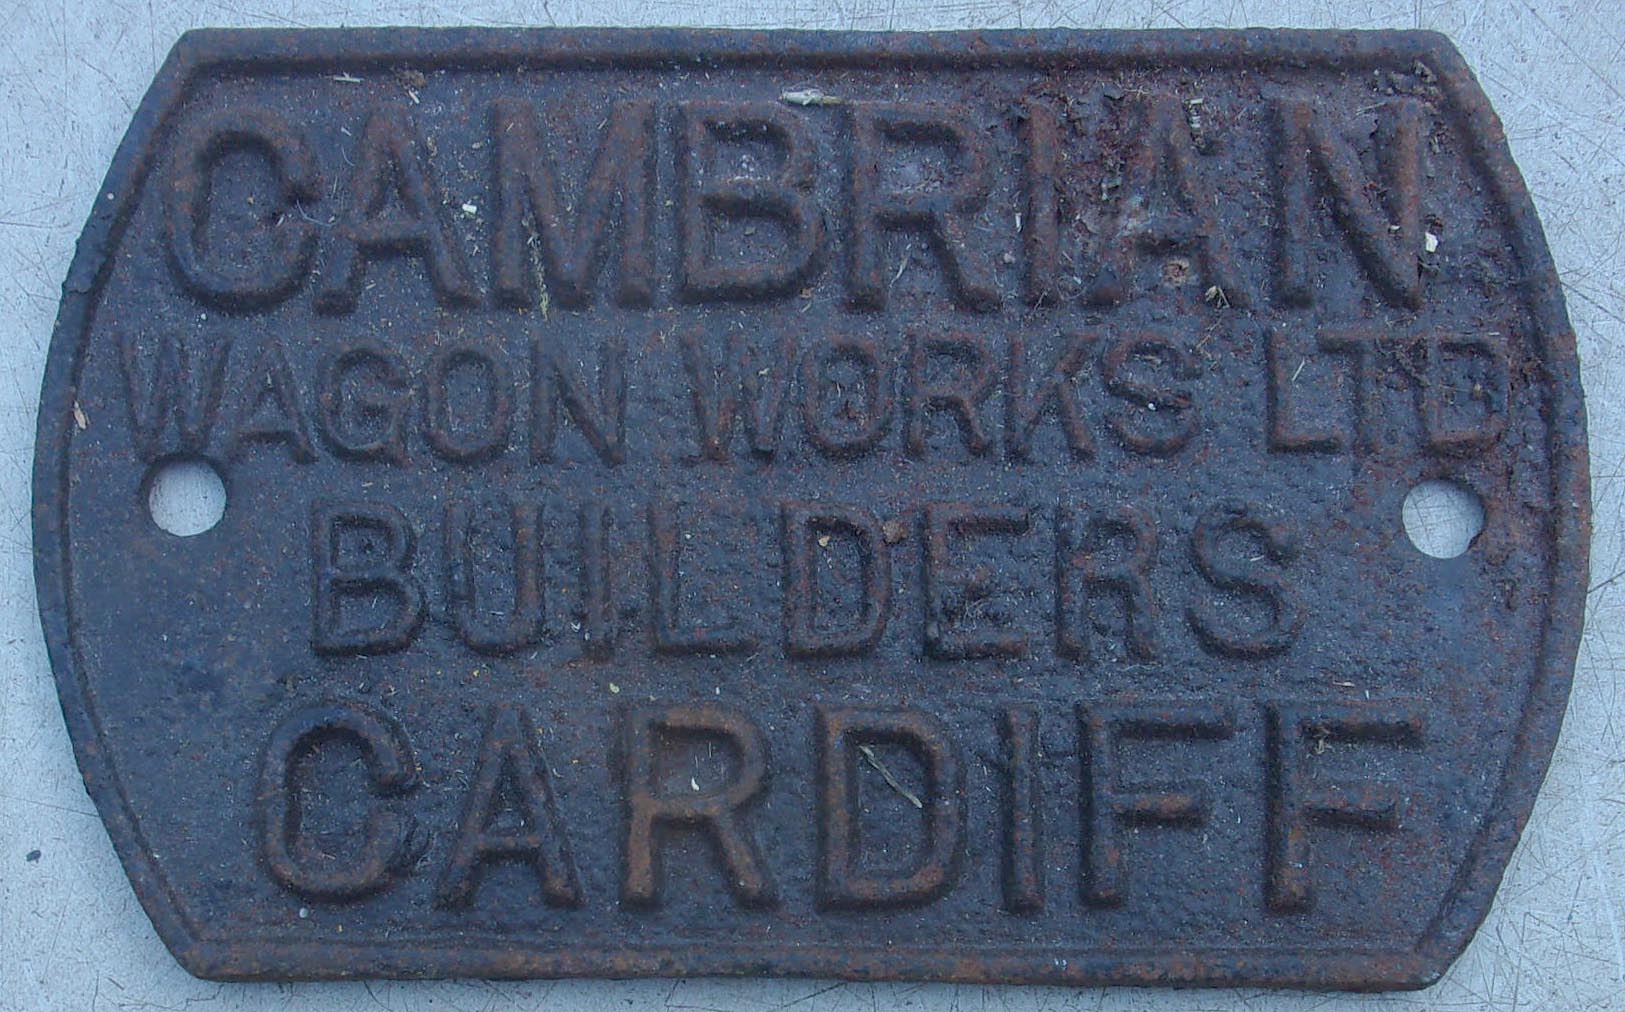 CAMBRIAN
WAGON WORKS LTD
BUILDERS
CARDIFF